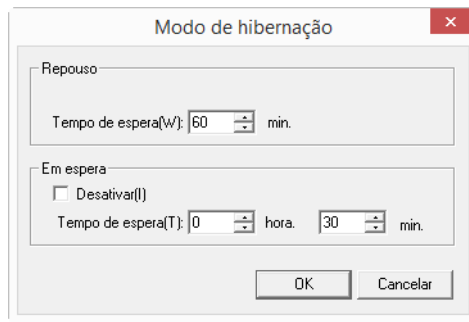 Modo de hibernação
Repouso
Tempo de espera(W): 60 min.
Em espera
Desativar(I)
Tempo de espera(T): 0 hora. 30 min.
OK Cancelar